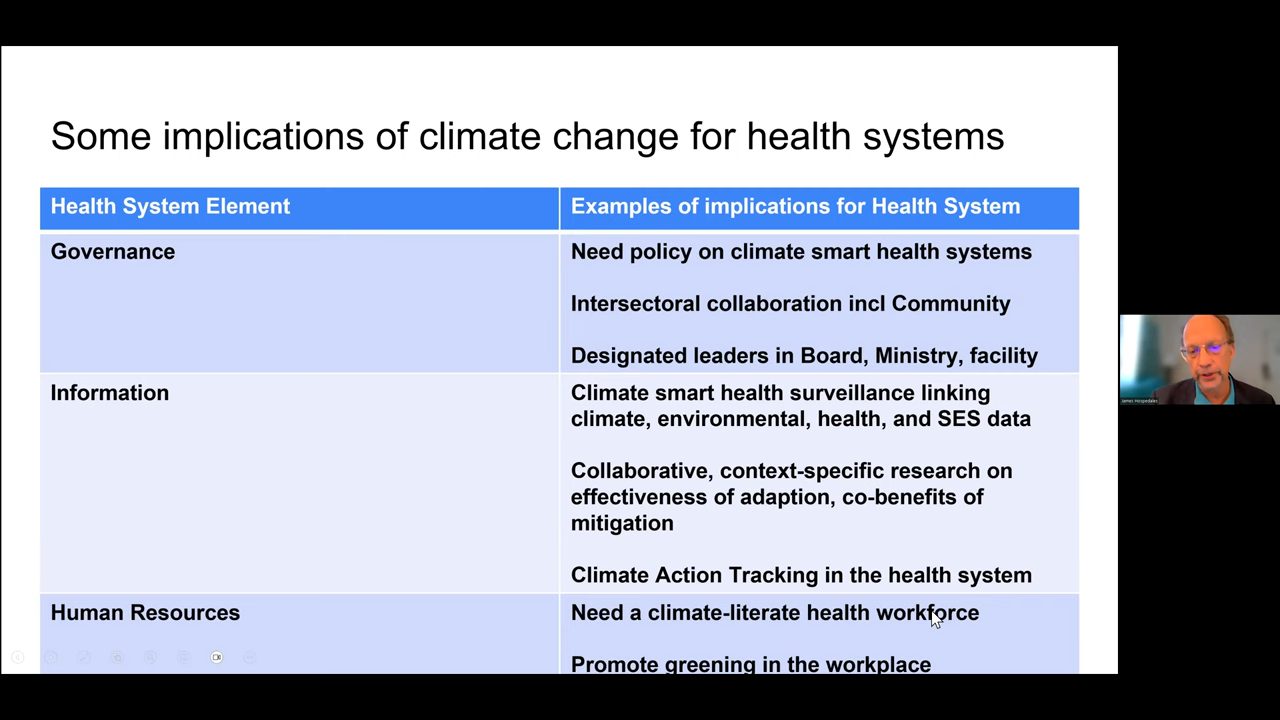 Some implications of climate change for health systems
Health System Element
Examples of implications for Health System
Governance
Need policy on climate smart health systems
Intersectoral collaboration incl Community
Designated leaders in Board, Ministry, facility
Information
Climate smart health surveillance linking
climate, environmental, health, and SES data
Collaborative, context-specific research on
effectiveness of adaption, co-benefits of
mitigation
Climate Action Tracking in the health system
Human Resources
Need a climate-literate health workforce
Promote greening in the workplace
James Hospedales